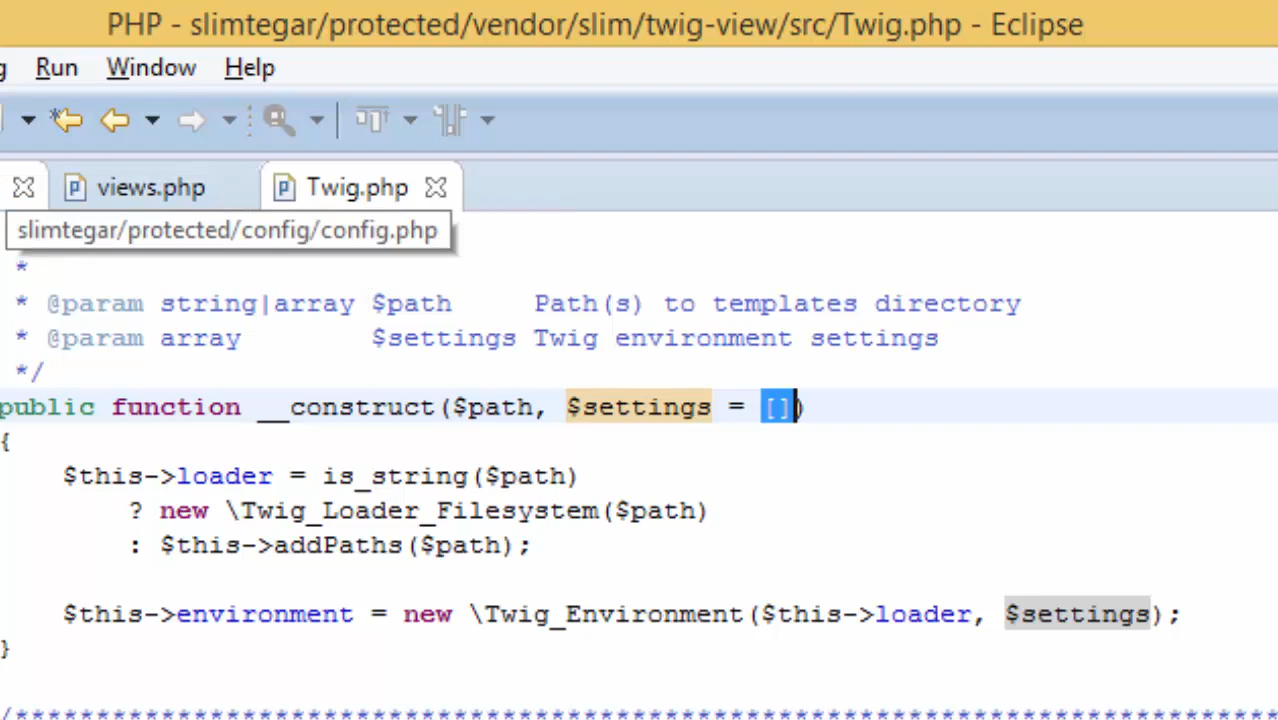 PHP - slimtegar/protected/vendor/slim/twig-view/src/Twig.php - Eclipse
g Run Window Help
views.php Twig.php
slimtegar/protected/config/config.php
*
* @param string|array $path Path(s) to templates directory
* @param array $settings Twig environment settings
*/
public function __construct($path, $settings = [])
{
$this->loader = is_string($path)
? new \Twig_Loader_Filesystem($path)
: $this->addPaths($path);
$this->environment = new \Twig_Environment($this->loader, $settings);
}
/******************************************************************************